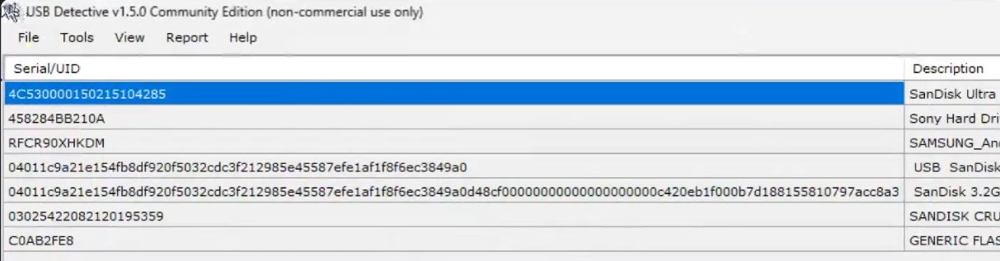 USB Detective v1.5.0 Community Edition (non-commercial use only)
File Tools View Report Help
Serial/UID Description
4C530000150215104285 SanDisk Ultra
458284BB210A Sony Hard Dri
RFCR90XHKDM SAMSUNG_And
04011c9a21e154fb8df920f5032cdc3f212985e45587efe1af1f8f6ec3849a0 USB SanDisk
04011c9a21e154fb8df920f5032cdc3f212985e45587efe1af1f8f6ec3849a0d48cf00000000000000000000c420eb1f000b7d188155810797acc8a3 SanDisk 3.2G
03025422082120195359 SANDISK CRU
C0AB2FE8 GENERIC FLAS